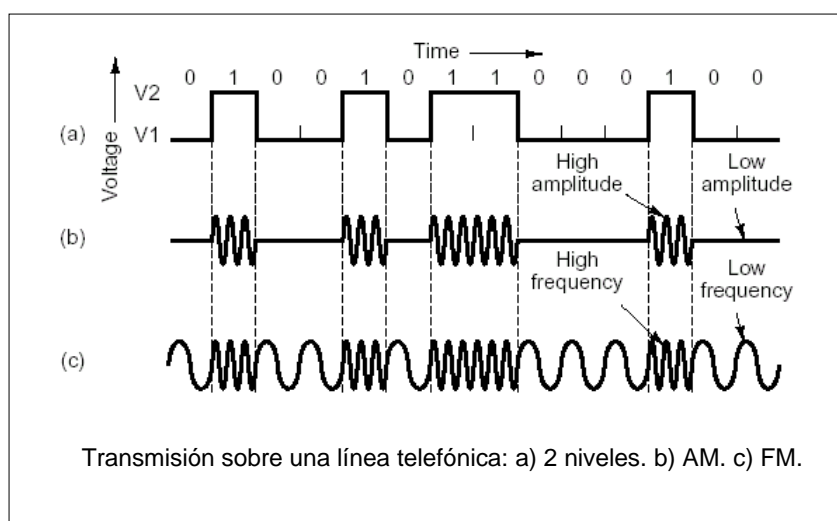 Time
0 1 0 0 1 0 1 1 0 0 0 1 0 0
V2
(a) V1
Voltage
High amplitude
Low amplitude
(b)
High frequency
Low frequency
(c)
Transmisión sobre una línea telefónica: a) 2 niveles. b) AM. c) FM.